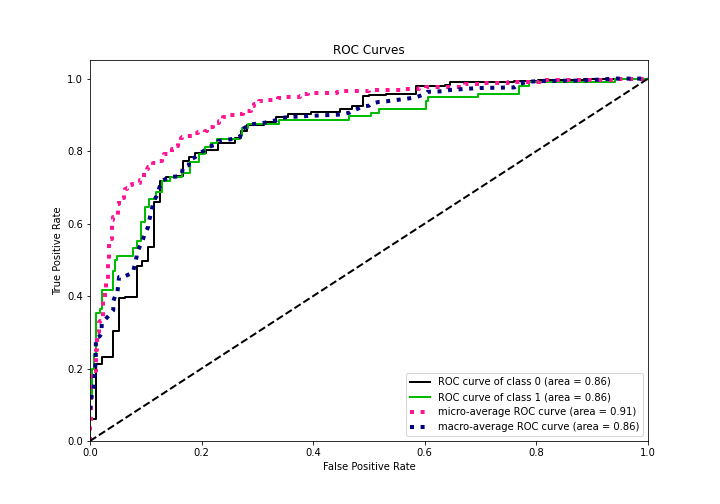 ROC Curves
True Positive Rate
1.0
0.8
0.6
0.4
0.2
0.0
ROC curve of class 0 (area = 0.86)
ROC curve of class 1 (area = 0.86)
micro-average ROC curve (area = 0.91)
macro-average ROC curve (area = 0.86)
0.0 0.2 0.4 0.6 0.8 1.0
False Positive Rate